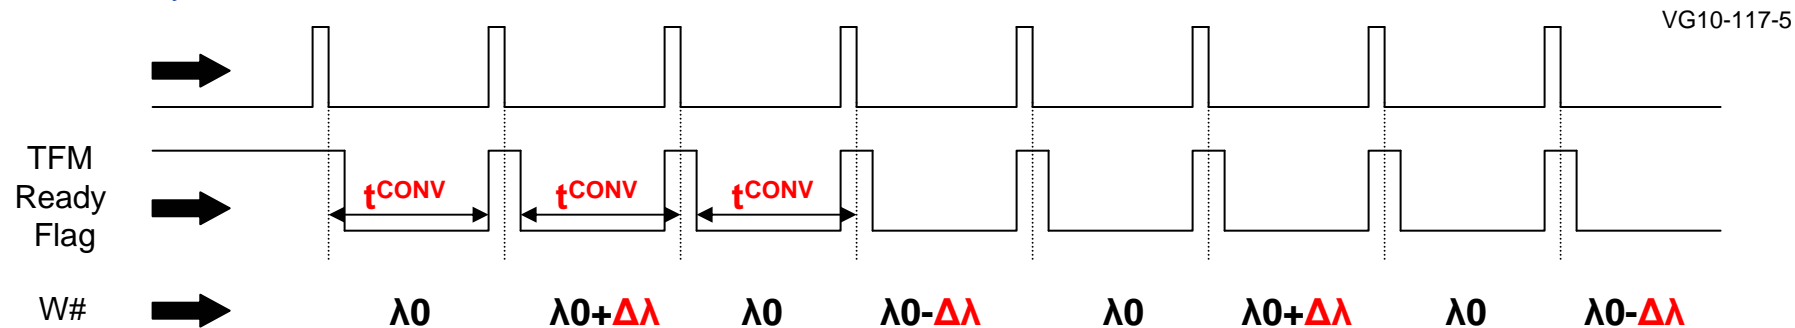 VG10-117-5
TFM
Ready
Flag
tCONV tCONV tCONV
W# λ0 λ0+Δλ λ0 λ0-Δλ λ0 λ0+Δλ λ0 λ0-Δλ